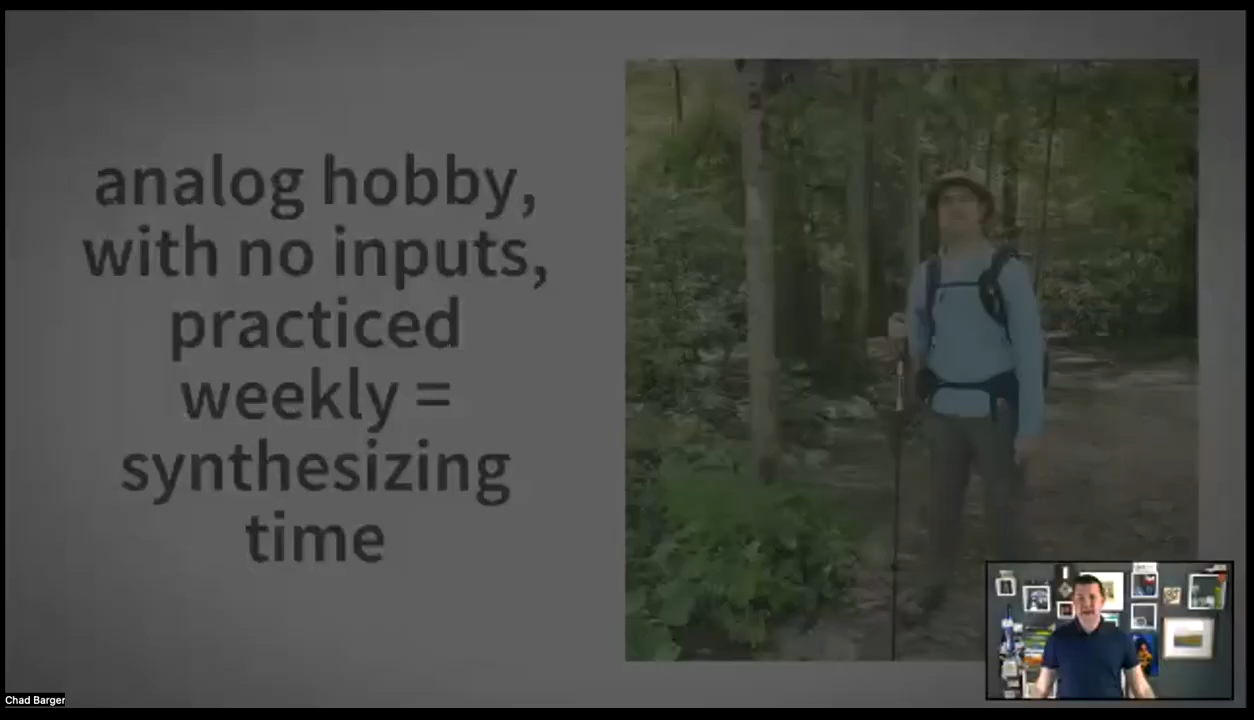 analog hobby,
with no inputs,
practiced
weekly =
synthesizing
time
Chad Barger